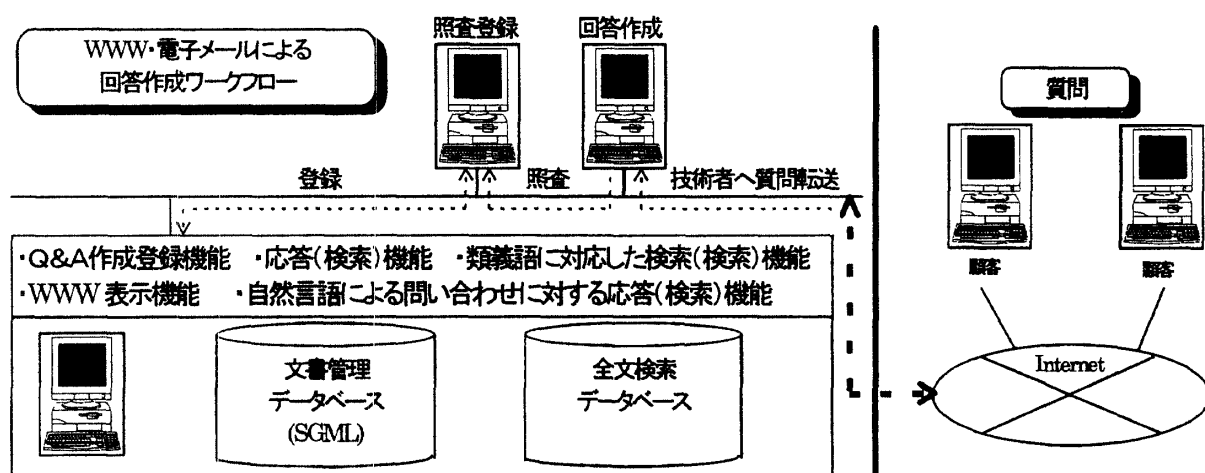 WWW・電子メールによる
回答作成ワークフロー
照査登録
回答作成
質問
登録
照査
技術者へ質問転送
顧客
顧客
・Q&A作成登録機能 ・応答(検索)機能 ・類義語に対応した検索(検索)機能
・WWW表示機能 ・自然言語による問い合わせに対する応答(検索)機能
文書管理
データベース
(SGML)
全文検索
データベース
Internet